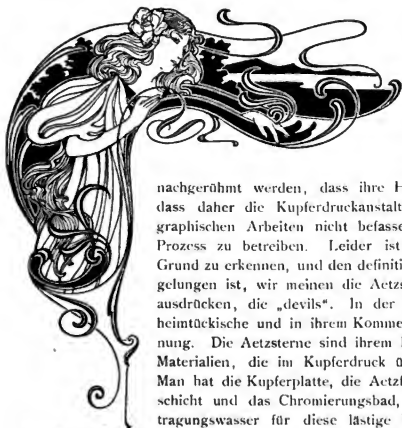 nachgerühmt werden, dass ihre H
dass daher die Kupferdruckanstalt
graphischen Arbeiten nicht befasse
Prozess zu betreiben. Leider ist
Grund zu erkennen, und den definiti
gelungen ist, wir meinen die Aetzs
ausdrücken, die „devils“. In der
heimtückische und in ihrem Komme
nung. Die Aetzsterne sind ihrem
Materialien, die im Kupferdruck ü
Man hat die Kupferplatte, die Aetzf
schicht und das Chromierungsbad,
tragungswasser für diese lästige